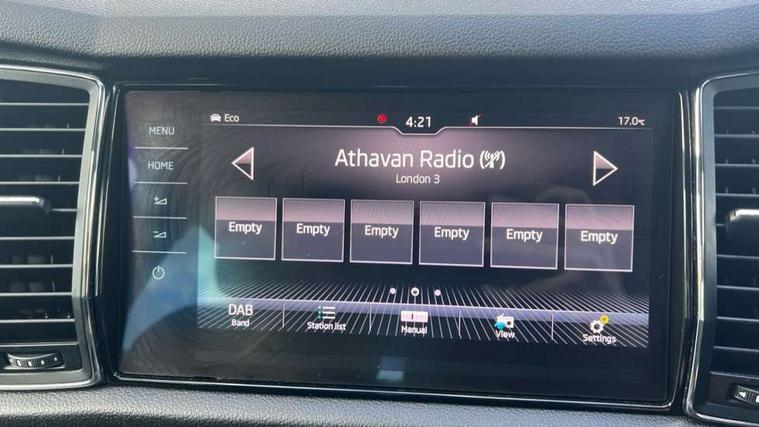 MENU
HOME
Eco
4:21
17.0°C
Athavan Radio
London 3
Empty Empty Empty Empty Empty Empty
DAB
Band
Station list
Manual
View
Settings